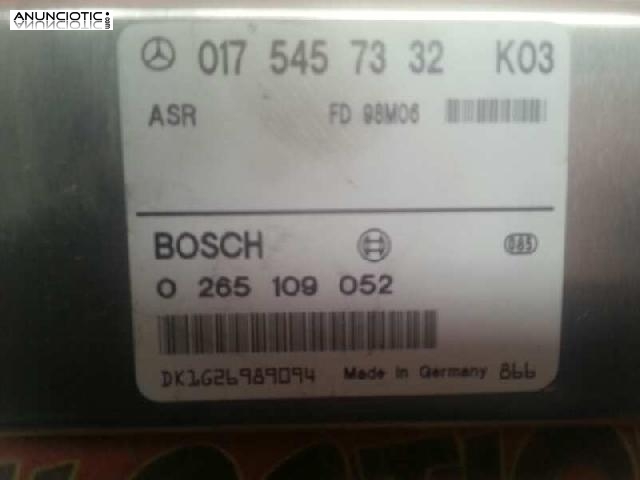 ANUNCIOTIC
017 545 73 32 K03
ASR FD 98M06
BOSCH 065
0 265 109 052
DK1G26989094 Made in Germany 866